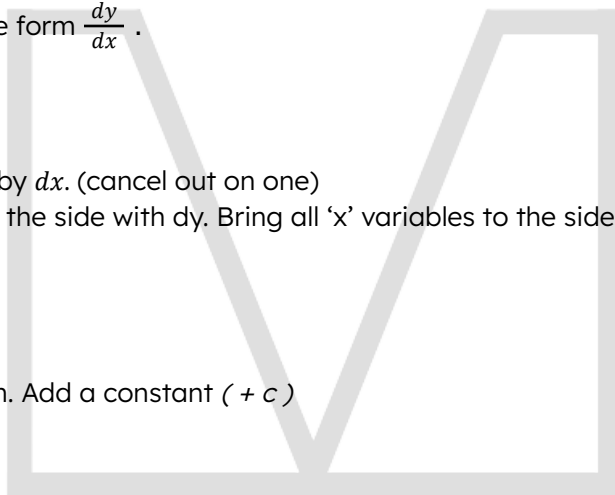 form dy/dx .
by dx. (cancel out on one)
the side with dy. Bring all ‘x’ variables to the side
. Add a constant ( + c )